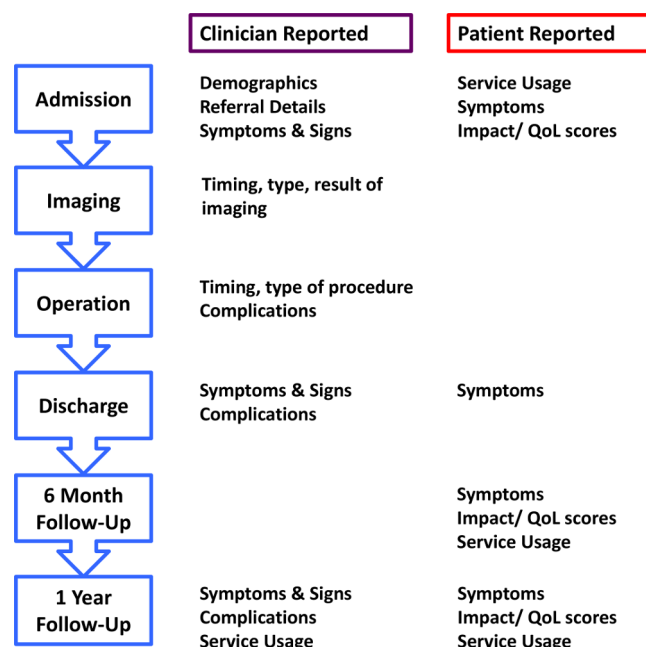 Clinician Reported
Patient Reported
Admission
Demographics
Referral Details
Symptoms & Signs
Service Usage
Symptoms
Impact/ QoL scores
Imaging
Timing, type, result of
imaging
Operation
Timing, type of procedure
Complications
Discharge
Symptoms & Signs
Complications
Symptoms
6 Month
Follow-Up
Symptoms
Impact/ QoL scores
Service Usage
1 Year
Follow-Up
Symptoms & Signs
Complications
Service Usage
Symptoms
Impact/ QoL scores
Service Usage